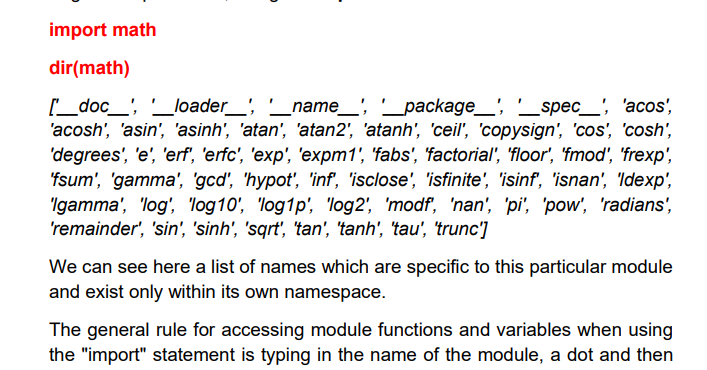 import math
dir(math)
['__doc__', '__loader__', '__name__', '__package__', '__spec__', 'acos',
'acosh', 'asin', 'asinh', 'atan', 'atan2', 'atanh', 'ceil', 'copysign', 'cos', 'cosh',
'degrees', 'e', 'erf', 'erfc', 'exp', 'expm1', 'fabs', 'factorial', 'floor', 'fmod', 'frexp',
'fsum', 'gamma', 'gcd', 'hypot', 'inf', 'isclose', 'isfinite', 'isinf', 'isnan', 'ldexp',
'lgamma', 'log', 'log10', 'log1p', 'log2', 'modf', 'nan', 'pi', 'pow', 'radians',
'remainder', 'sin', 'sinh', 'sqrt', 'tan', 'tanh', 'tau', 'trunc']
We can see here a list of names which are specific to this particular module
and exist only within its own namespace.
The general rule for accessing module functions and variables when using
the "import" statement is typing in the name of the module, a dot and then